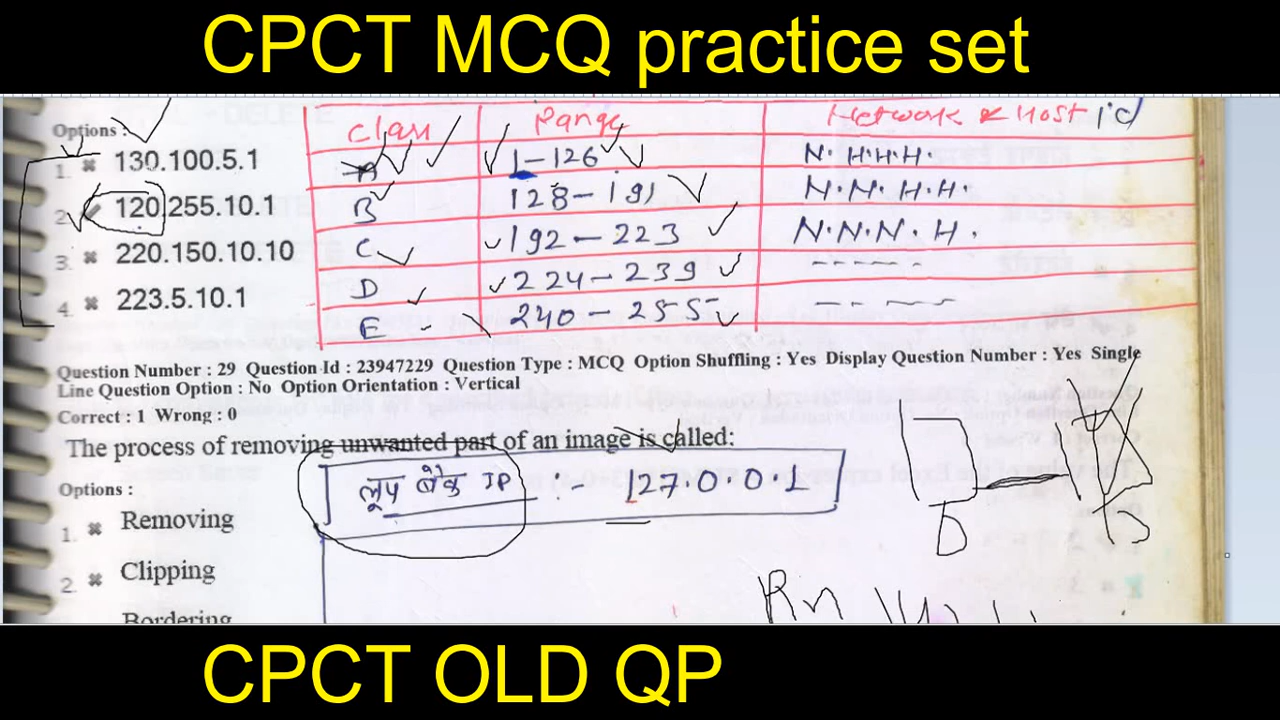 CPCT MCQ practice set
Options :
1. 130.100.5.1
2. 120.255.10.1
3. 220.150.10.10
4. 223.5.10.1
Class Range Network & Host id
A 1-126 N.H.H.H.
B 128-191 N.N.H.H.
C 192-223 N.N.N.H.
D 224-239 -----
E - 240-255 -----
Question Number : 29 Question Id : 23947229 Question Type : MCQ Option Shuffling : Yes Display Question Number : Yes Single
Line Question Option : No Option Orientation : Vertical
Correct : 1 Wrong : 0
The process of removing unwanted part of an image is called:
लूप बैक IP - 127.0.0.1
Options :
1. Removing
2. Clipping
Bordering
CPCT OLD QP